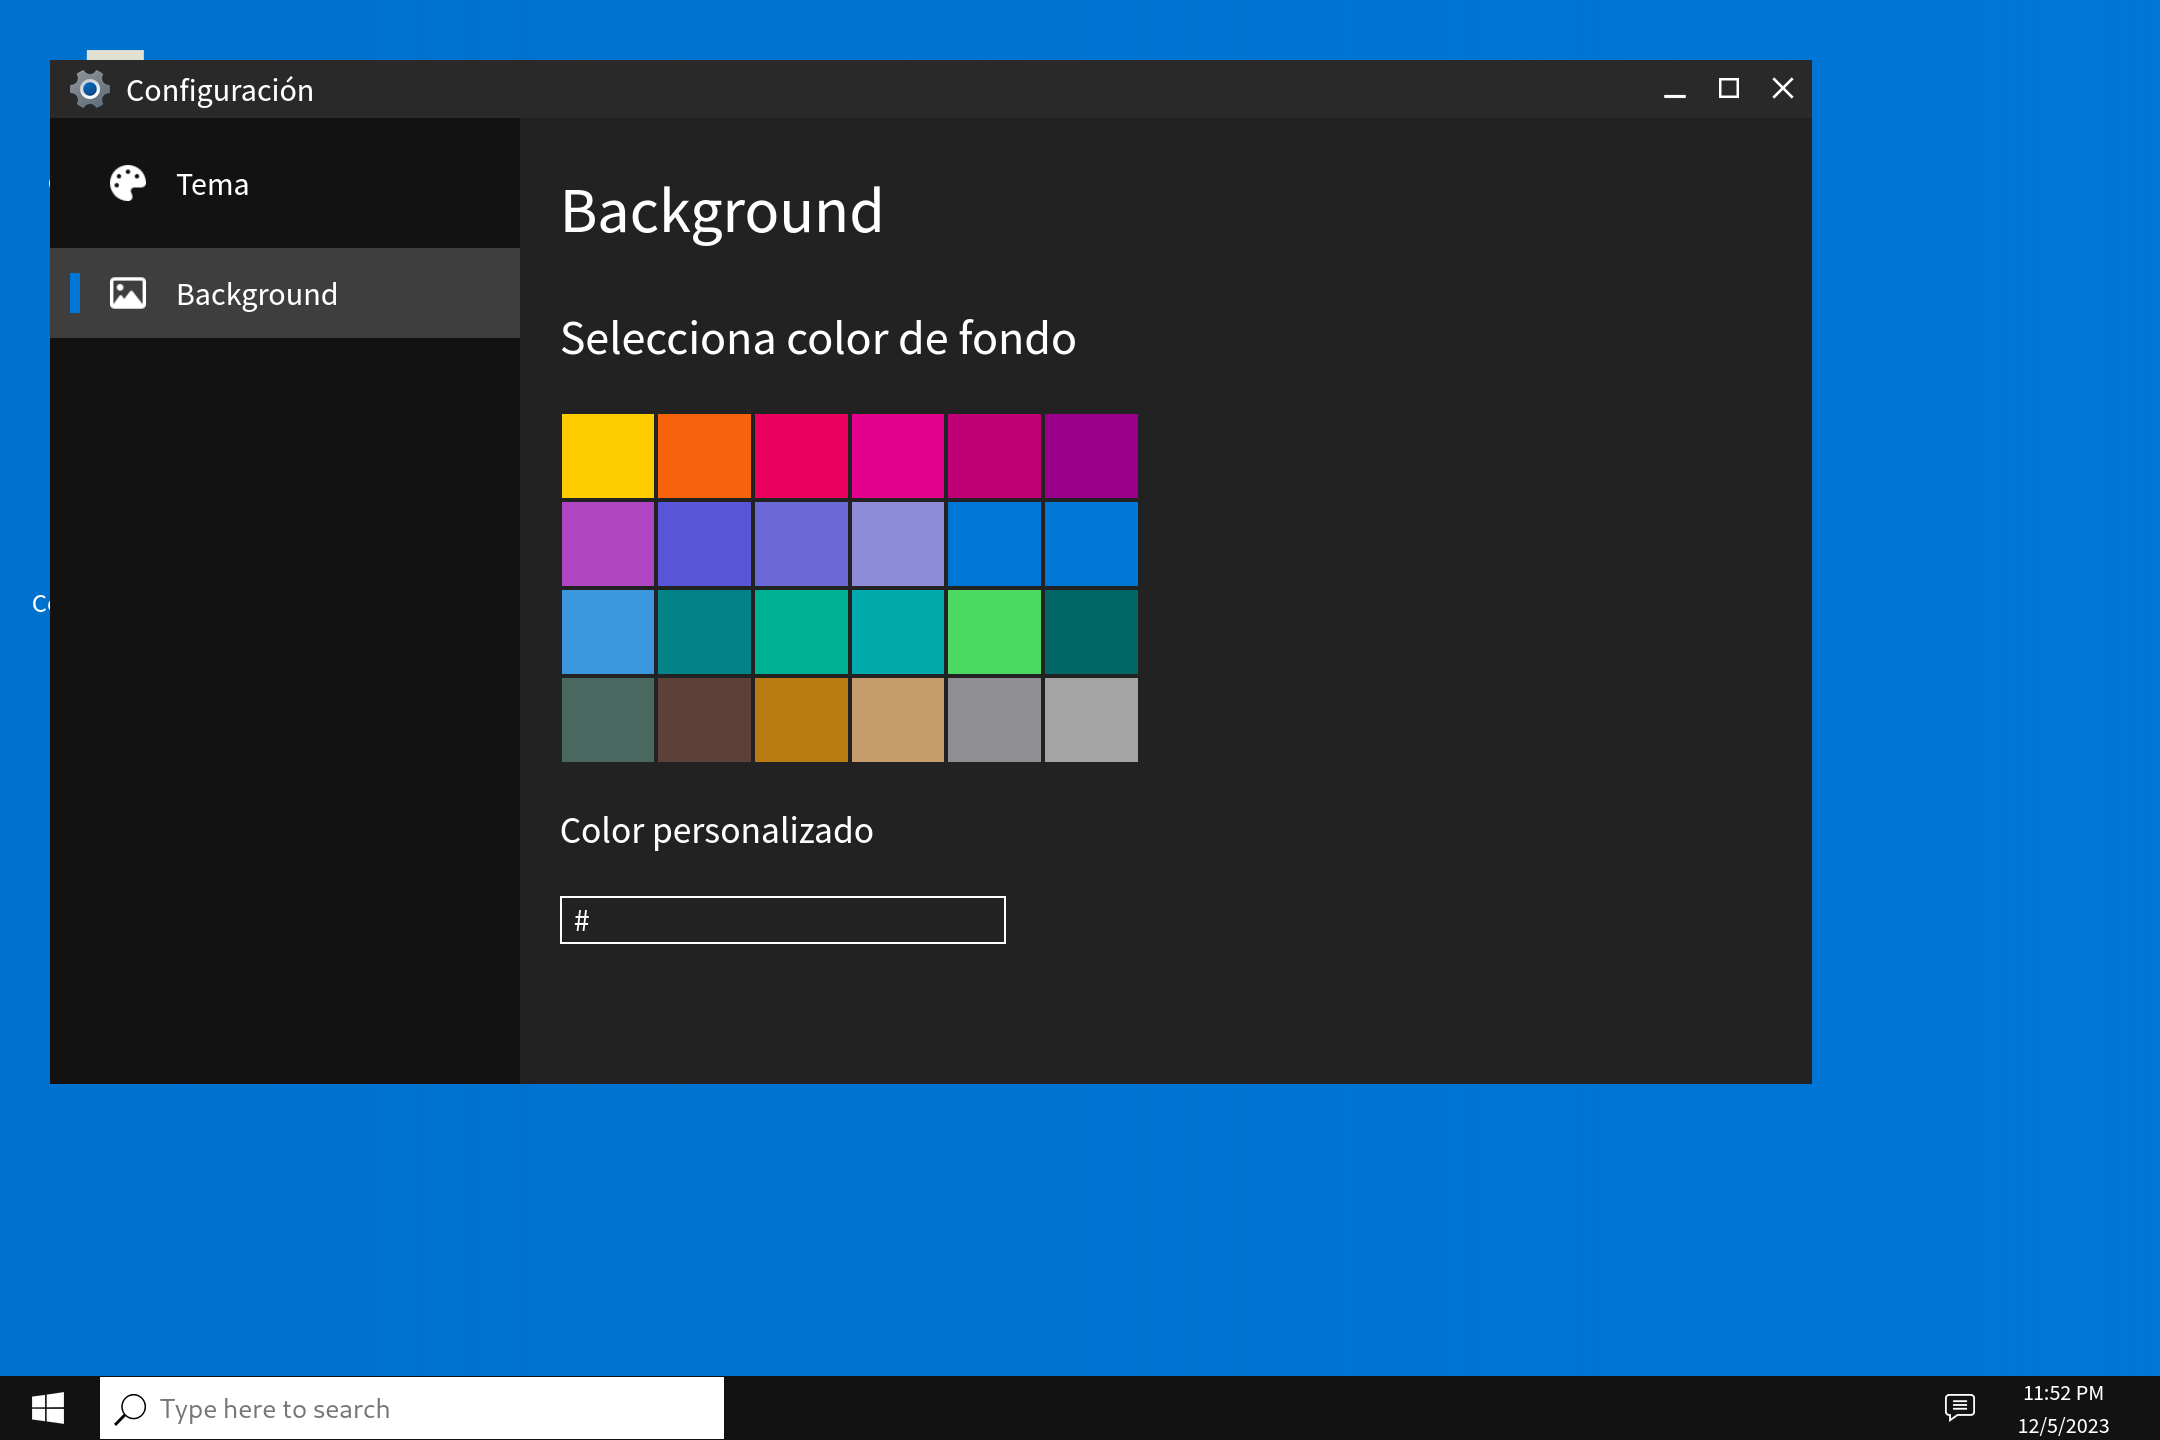 Configuración
Tema
Background
Background
Selecciona color de fondo
Color personalizado
#
Type here to search
11:52 PM
12/5/2023